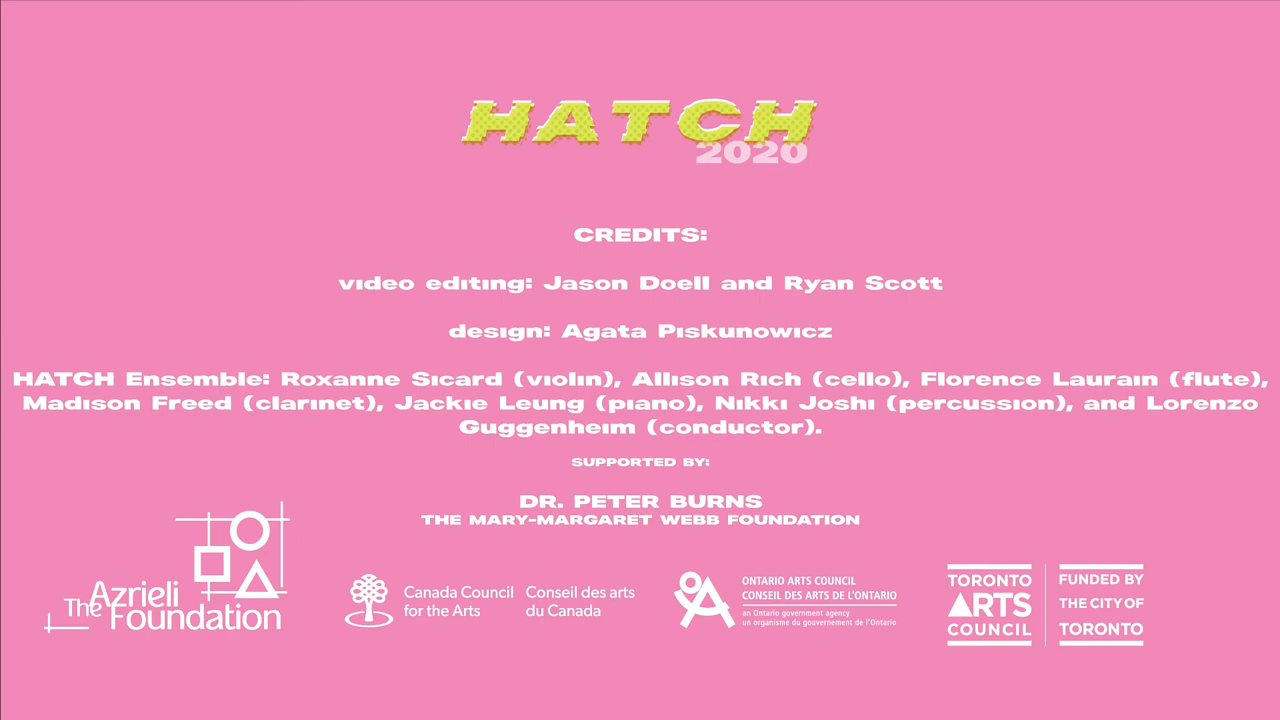 HATCH
2020
CREDITS:
video editing: Jason Doell and Ryan Scott
design: Agata Piskunowicz
HATCH Ensemble: Roxanne Sicard (violin), Allison Rich (cello), Florence Laurain (flute),
Madison Freed (clarinet), Jackie Leung (piano), Nikki Joshi (percussion), and Lorenzo
Guggenheim (conductor).
SUPPORTED BY:
DR. PETER BURNS
THE MARY-MARGARET WEBB FOUNDATION
The Azrieli
Foundation
Canada Council
for the Arts
Conseil des arts
du Canada
ONTARIO ARTS COUNCIL
CONSEIL DES ARTS DE L'ONTARIO
an Ontario government agency
un organisme du gouvernement de l'Ontario
TORONTO
ARTS
COUNCIL
FUNDED BY
THE CITY OF
TORONTO